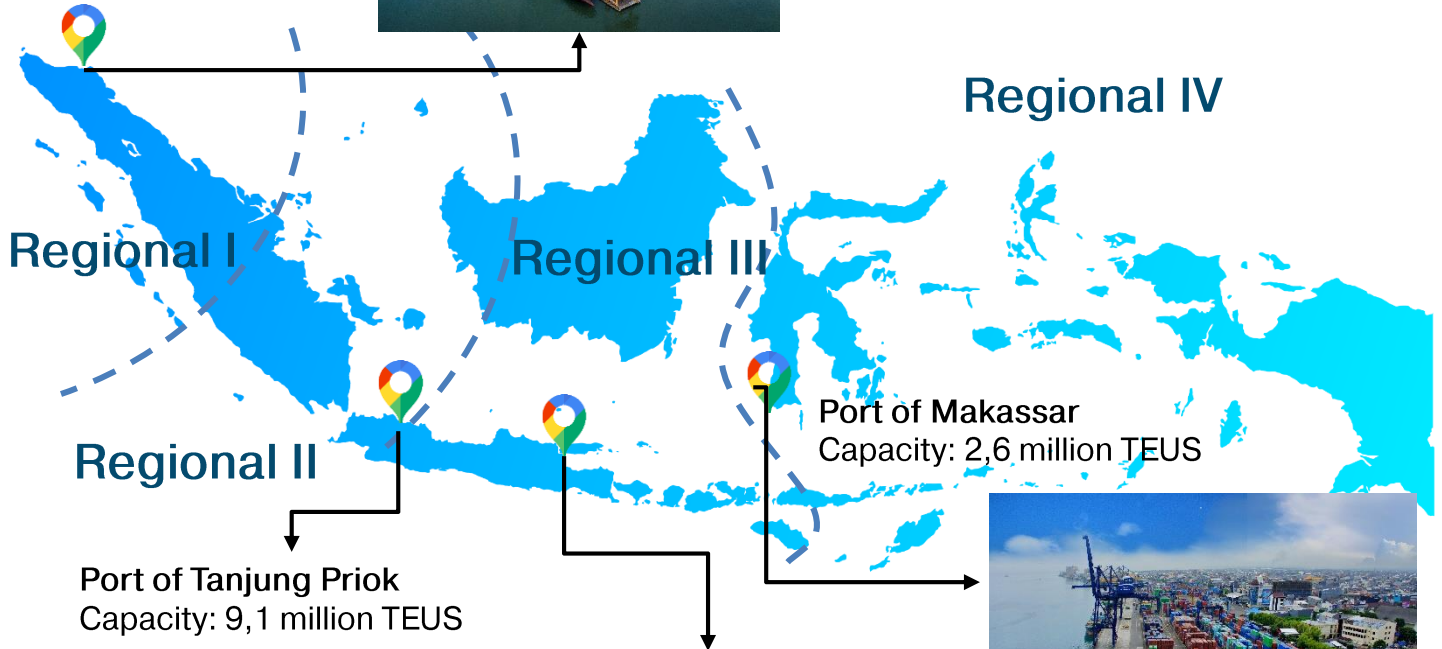 Regional IV
Regional I
Regional III
Port of Makassar
Capacity: 2,6 million TEUS
Regional II
Port of Tanjung Priok
Capacity: 9,1 million TEUS